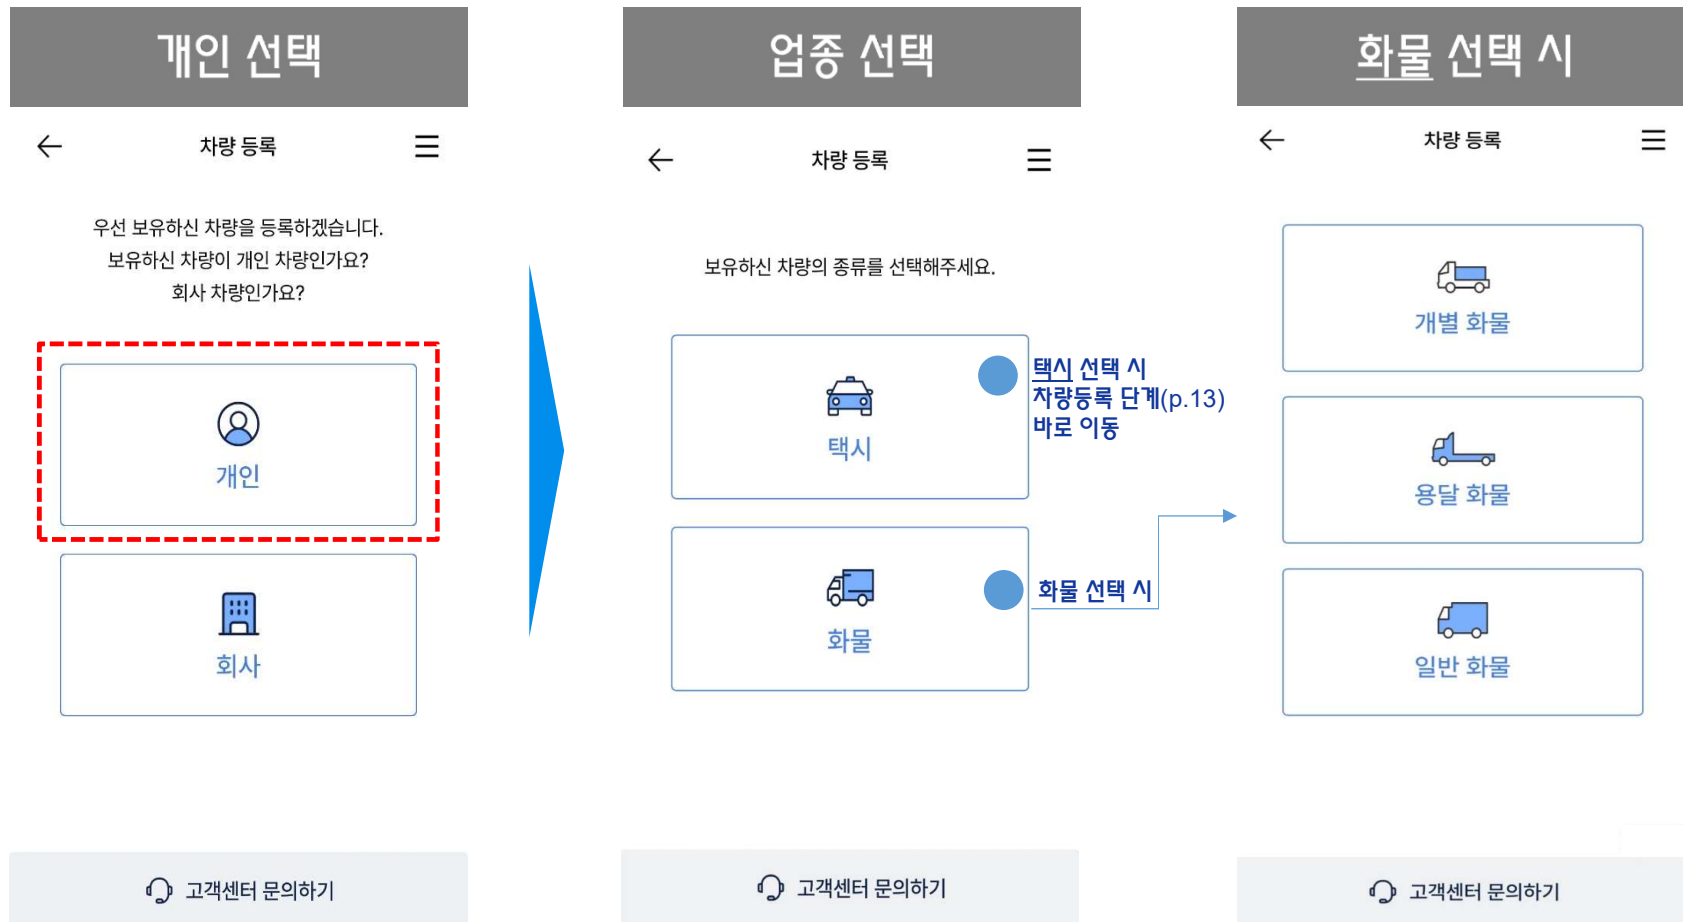 개인 선택
차량 등록
우선 보유하신 차량을 등록하겠습니다.
보유하신 차량이 개인 차량인가요?
회사 차량인가요?
개인
회사
고객센터 문의하기
업종 선택
차량 등록
보유하신 차량의 종류를 선택해주세요.
택시
택시 선택 시
차량등록 단계(p.13)
바로 이동
화물
화물 선택 시
고객센터 문의하기
화물 선택 시
차량 등록
개별 화물
용달 화물
일반 화물
고객센터 문의하기